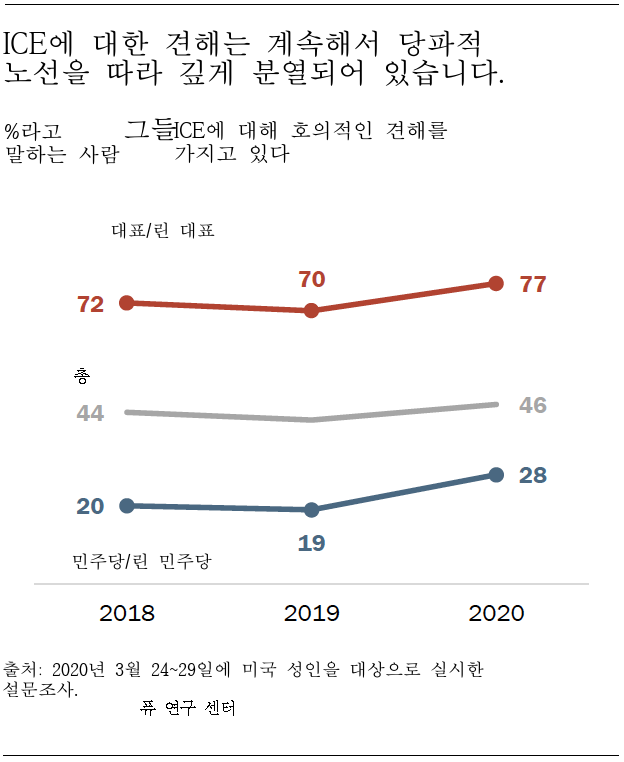 ICE에 대한 견해는 계속해서 당파적
노선을 따라 깊게 분열되어 있습니다.
%라고 그들ICE에 대해 호의적인 견해를
말하는 사람 가지고 있다
대표/린 대표
70
77
72
총
44
46
28
20
19
민주당/린 민주당
2018 2019 2020
출처: 2020년 3월 24~29일에 미국 성인을 대상으로 실시한
설문조사.
퓨 연구 센터